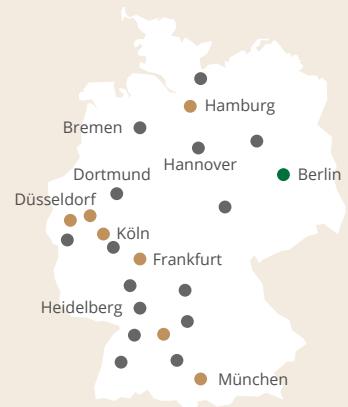 Hamburg
Bremen
Hannover
Dortmund
Berlin
Düsseldorf
Köln
Frankfurt
Heidelberg
München